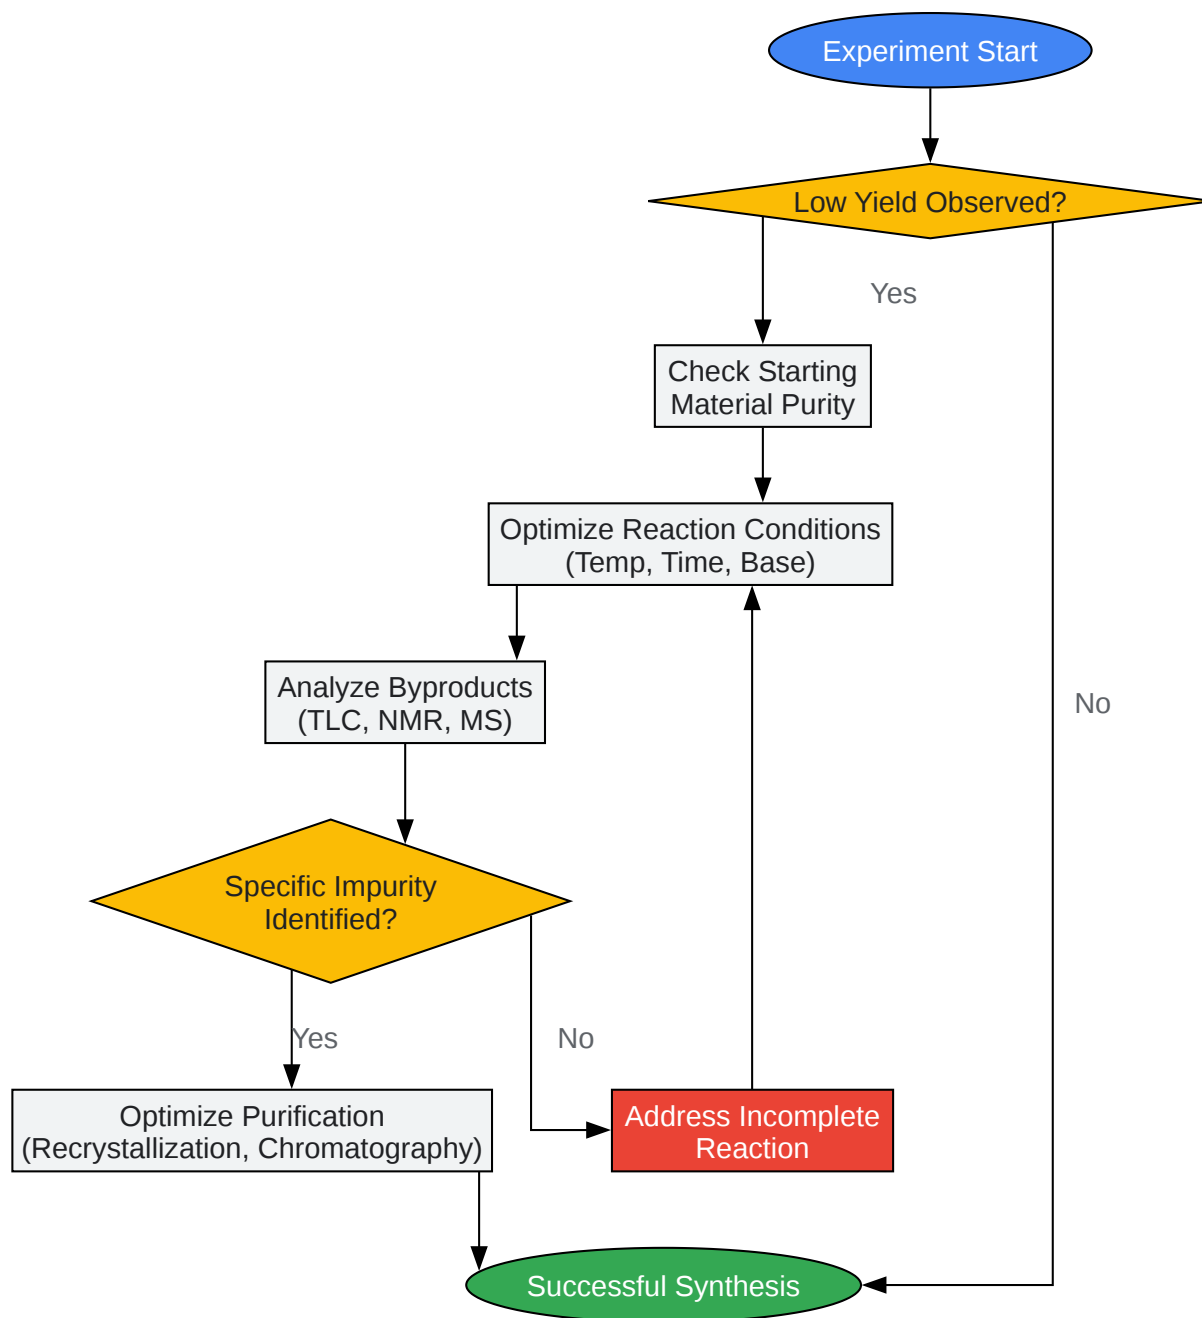 Experiment Start
Low Yield Observed?
Yes
Check Starting
Material Purity
Optimize Reaction Conditions
(Temp, Time, Base)
Analyze Byproducts
(TLC, NMR, MS)
No
Specific Impurity
Identified?
Yes
No
Optimize Purification
(Recrystallization, Chromatography)
Address Incomplete
Reaction
Successful Synthesis